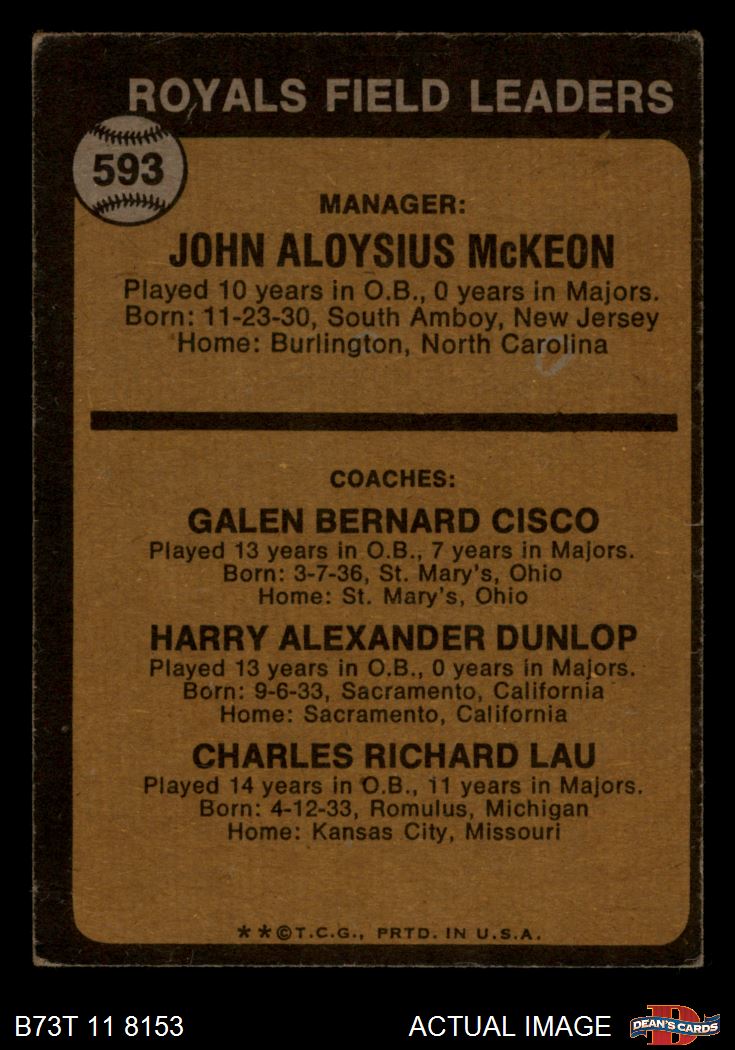 ROYALS FIELD LEADERS
593
MANAGER:
JOHN ALOYSIUS McKEON
Played 10 years in O.B., 0 years in Majors.
Born: 11-23-30, South Amboy, New Jersey
Home: Burlington, North Carolina
COACHES:
GALEN BERNARD CISCO
Played 13 years in O.B., 7 years in Majors.
Born: 3-7-36, St. Mary's, Ohio
Home: St. Mary's, Ohio
HARRY ALEXANDER DUNLOP
Played 13 years in O.B., 0 years in Majors.
Born: 9-6-33, Sacramento, California
Home: Sacramento, California
CHARLES RICHARD LAU
Played 14 years in O.B., 11 years in Majors.
Born: 4-12-33, Romulus, Michigan
Home: Kansas City, Missouri
**©T.C.G., PRTD. IN U.S.A.
B73T 11 8153
ACTUAL IMAGE
DEAN'S CARDS